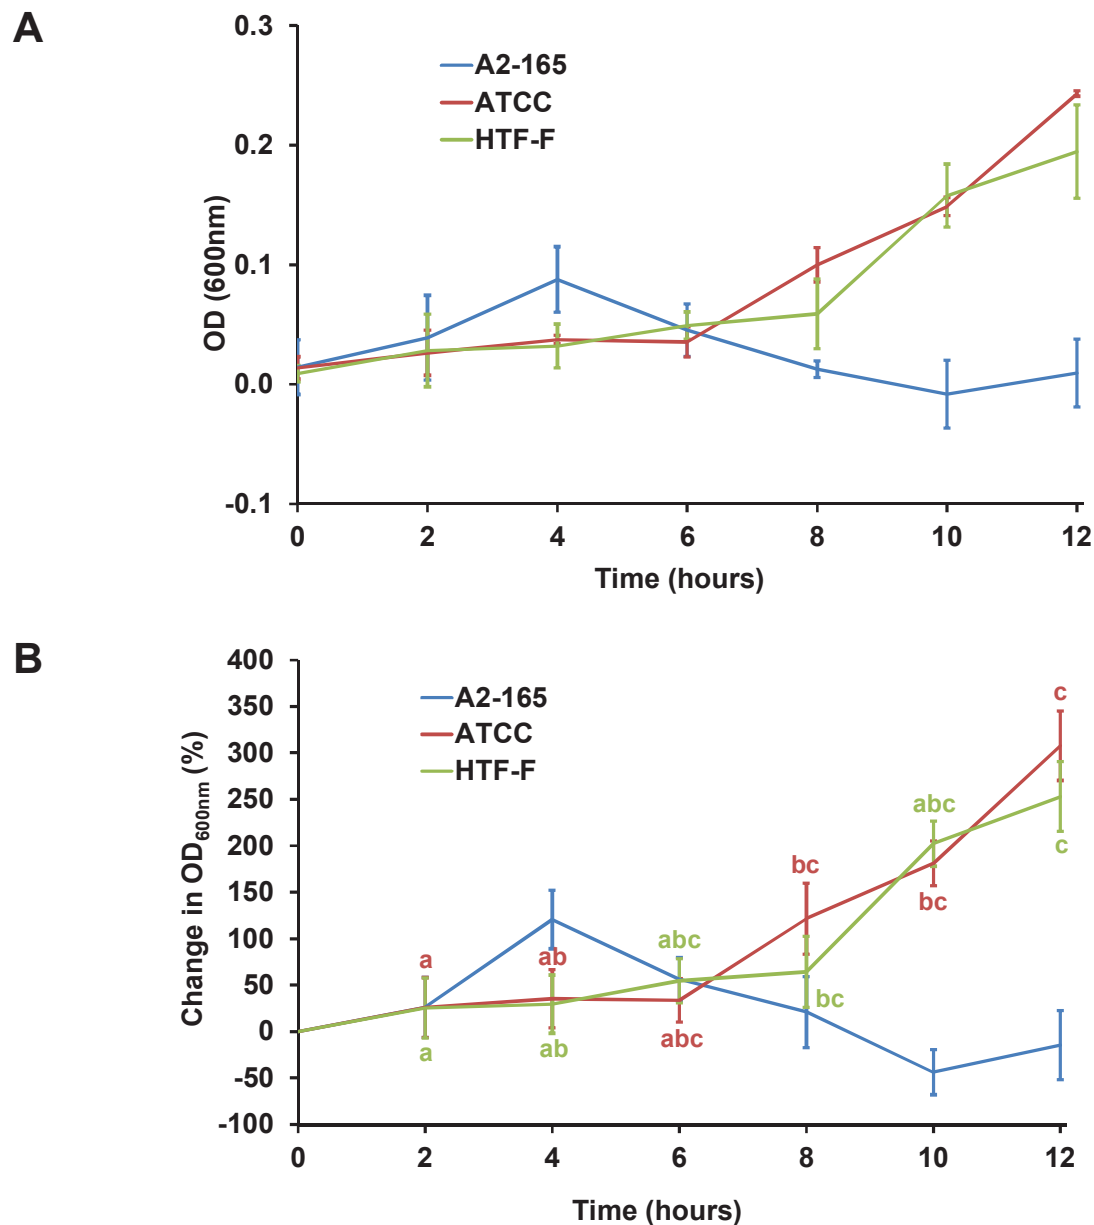 A
0.3
0.2
0.1
0.0
-0.1
OD (600nm)
A2-165
ATCC
HTF-F
0 2 4 6 8 10 12
Time (hours)
B
400
350
300
250
200
150
100
50
0
-50
-100
Change in OD600nm (%)
A2-165
ATCC
HTF-F
c
abc
bc
c
bc
abc
a
ab
bc
abc
a
ab
0 2 4 6 8 10 12
Time (hours)